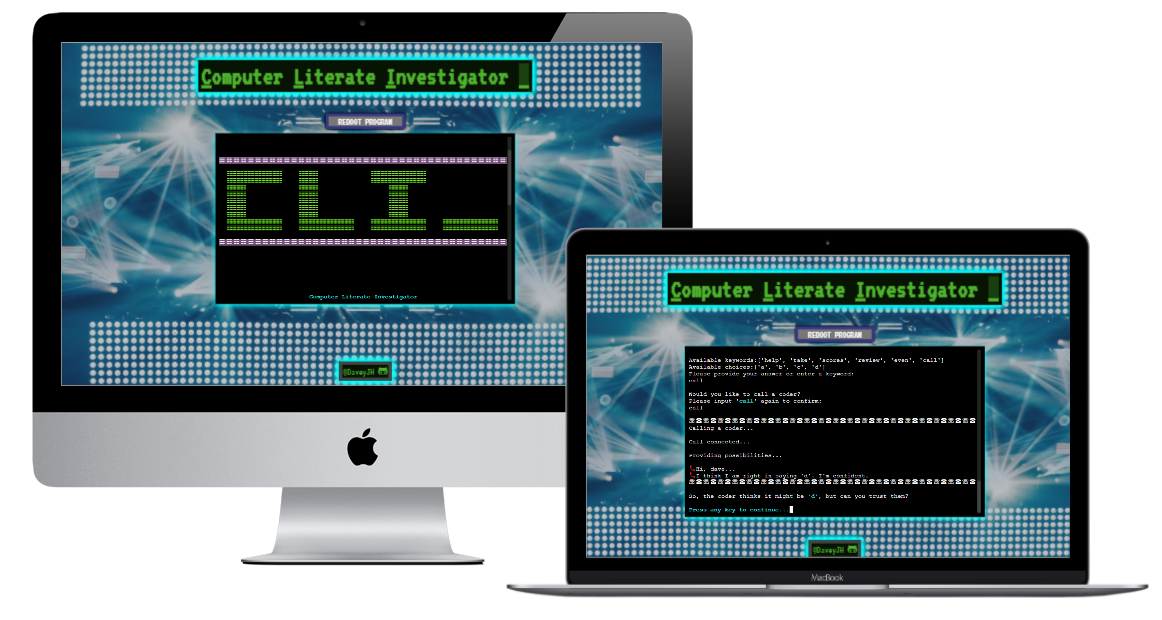 Computer Literate Investigator _
REBOOT PROGRAM
CLI_
Computer Literate Investigator
@DaveyJH
Computer Literate Investigator _
REBOOT PROGRAM
Available keywords:['help', 'take', 'scores', 'review', 'even', 'call']
Available choices:['a', 'b', 'c', 'd']
Please provide your answer or enter a keyword:
call
Would you like to call a coder?
Please input 'call' again to confirm:
call
Calling a coder...
Call connected...
Providing possibilities...
Hi, dave...
I think I am right in saying 'd'. I'm confident.
So, the coder thinks it might be 'd', but can you trust them?
Press any key to continue...
@DaveyJH
MacBook